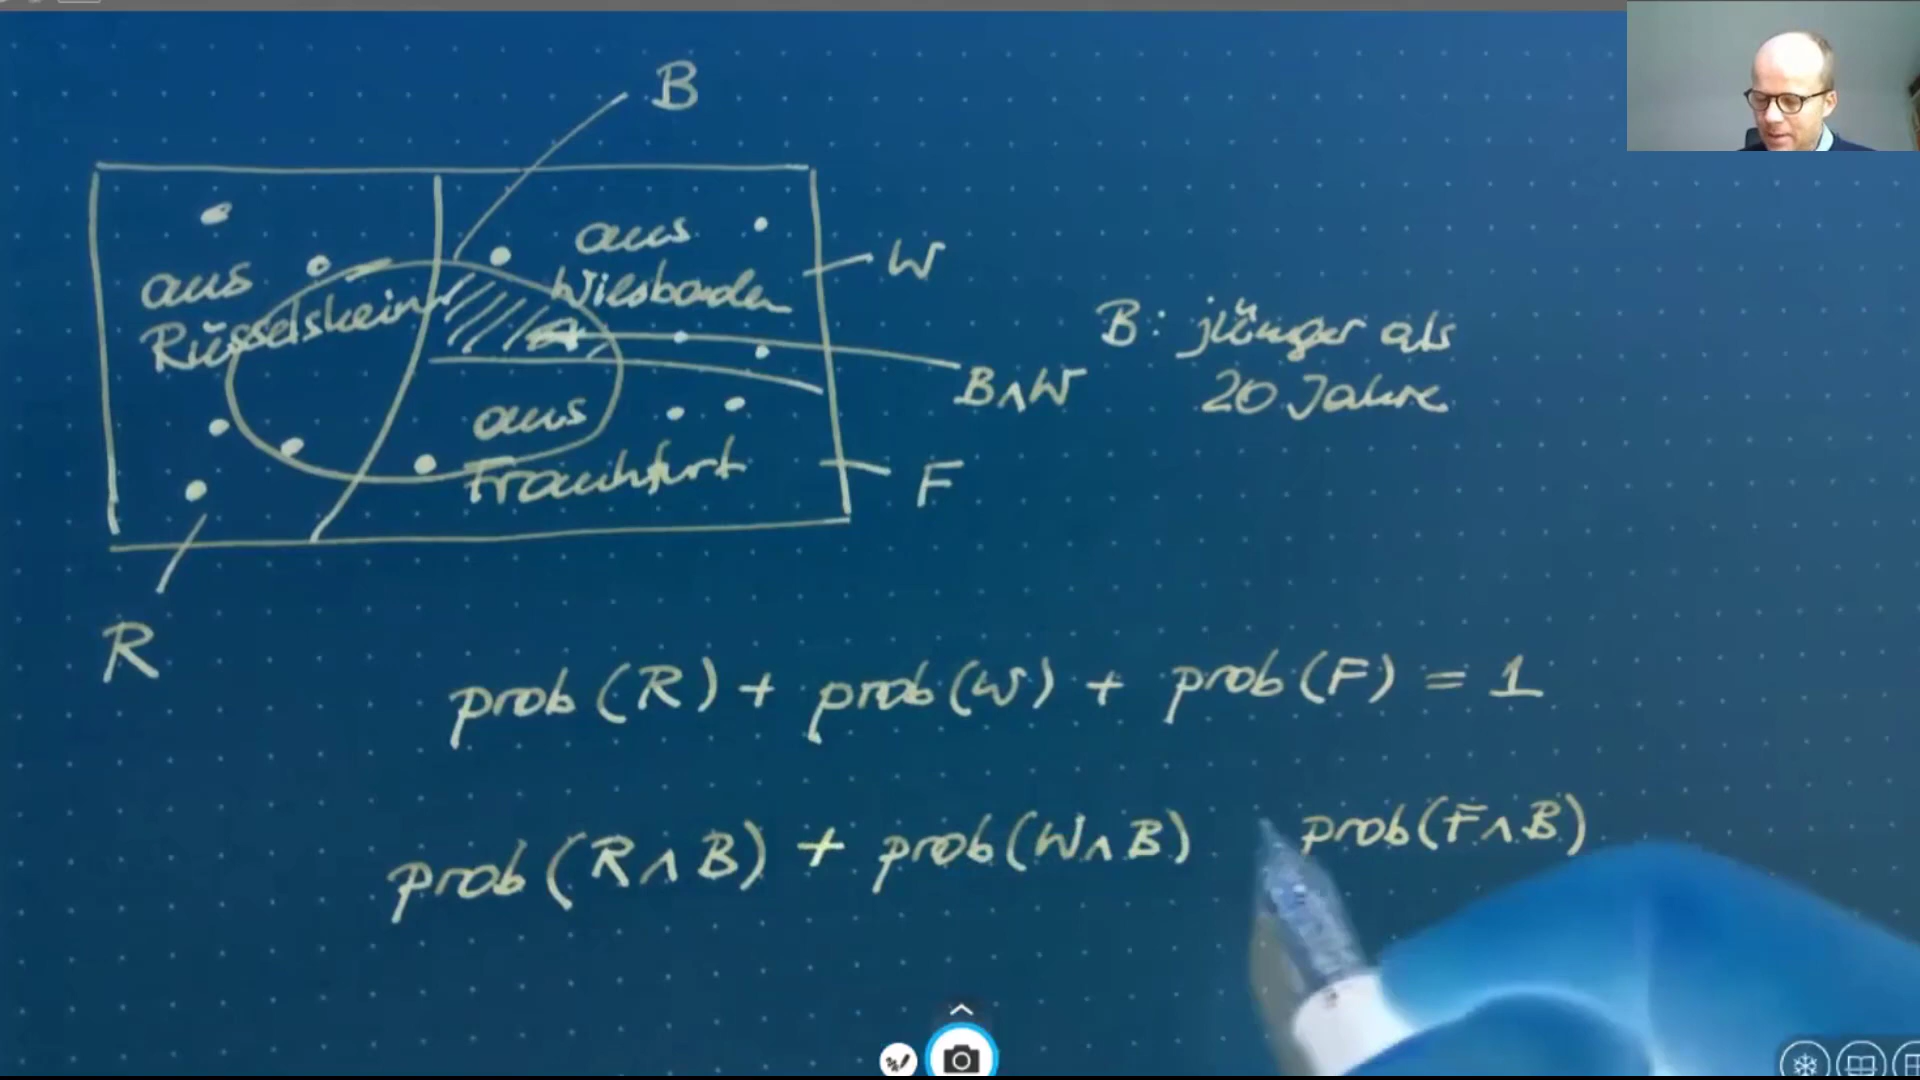 B
aus
Wiesbaden
W
aus
Rüsselsheim
B: jünger als
20 Jahre
B∧W
aus
Frankfurt
F
R
prob(R) + prob(W) + prob(F) = 1
prob(R∧B) + prob(W∧B) prob(F∧B)